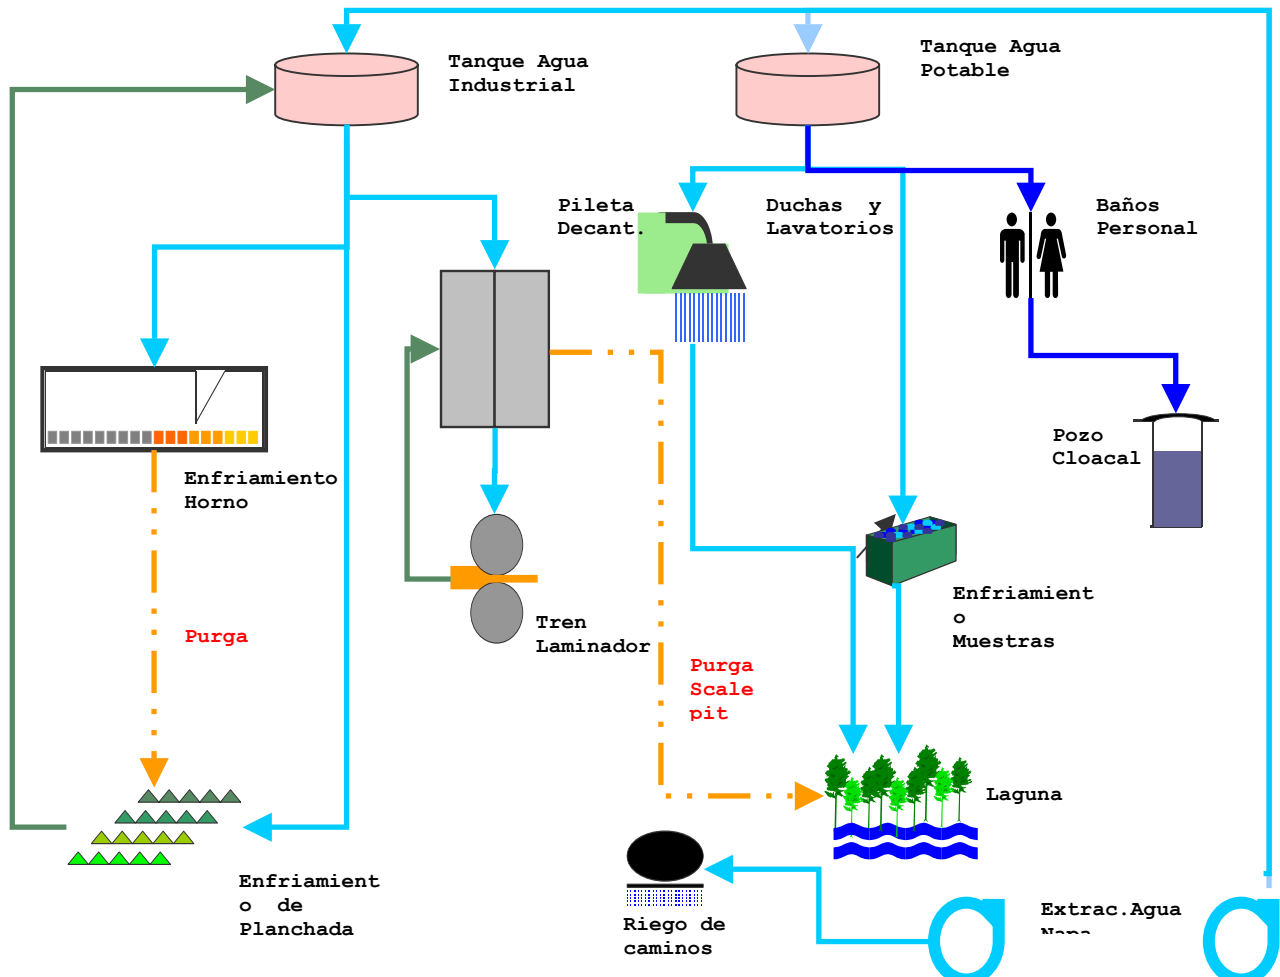 Tanque Agua
Industrial
Tanque Agua
Potable
Pileta
Decant.
Duchas y
Lavatorios
Baños
Personal
Pozo
Cloacal
Enfriamiento
Horno
Enfriamient
o
Muestras
Tren
Laminador
Purga
Purga
Scale
pit
Laguna
Enfriamient
o de
Planchada
Riego de
caminos
Extrac.Agua
Napa